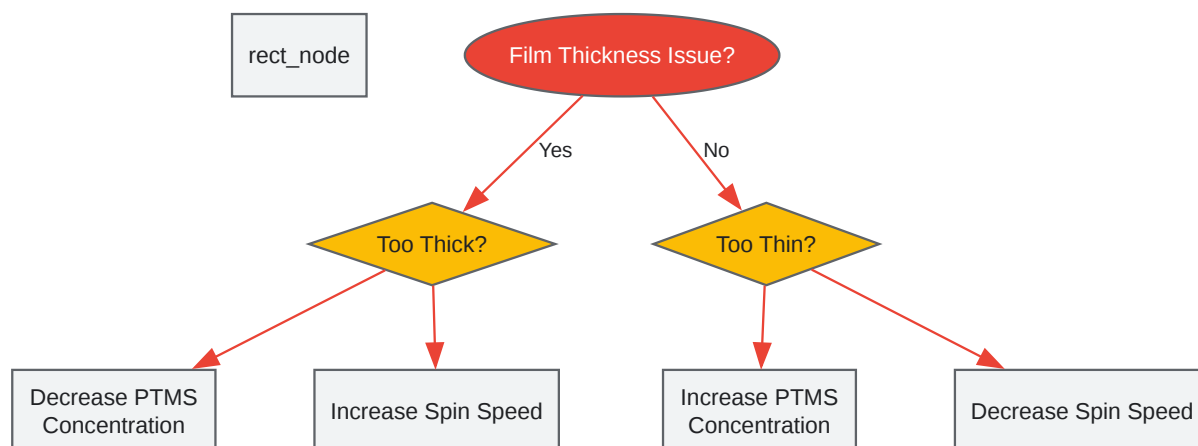 rect_node
Film Thickness Issue?
Yes
No
Too Thick?
Too Thin?
Decrease PTMS
Concentration
Increase Spin Speed
Increase PTMS
Concentration
Decrease Spin Speed